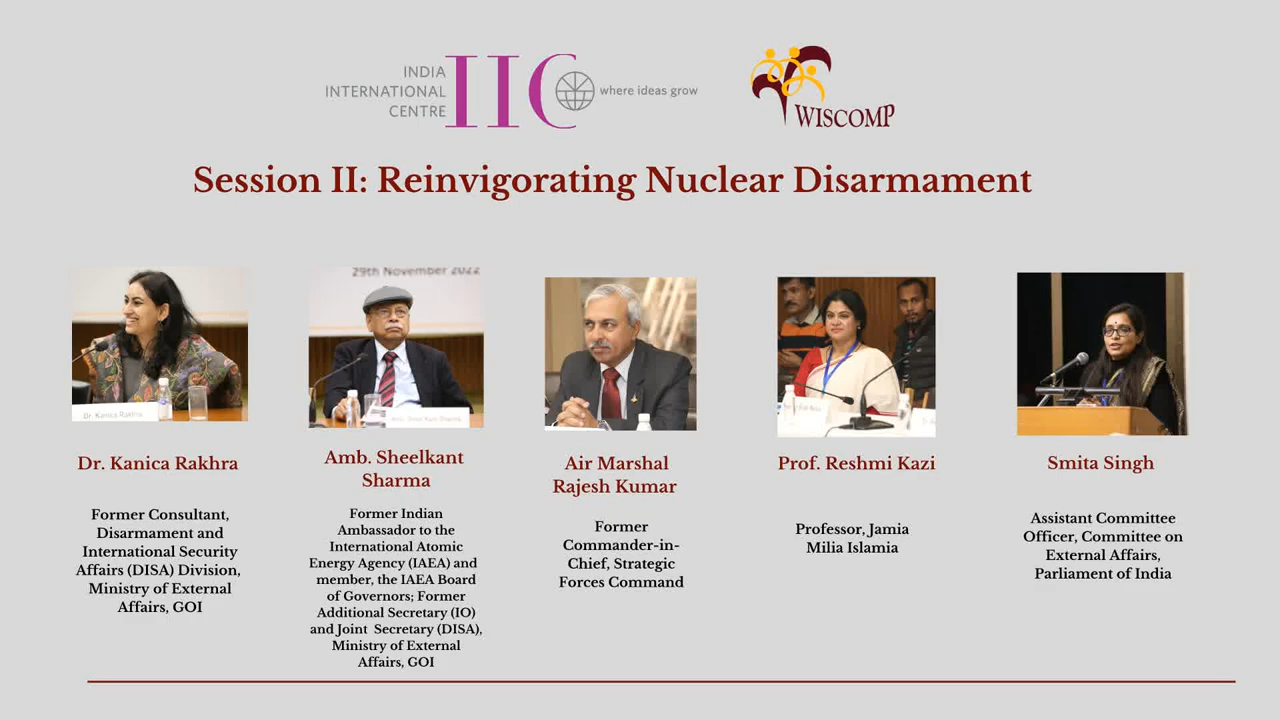 INDIA
INTERNATIONAL
CENTRE
IIC
where ideas grow
WISCOMP
Session II: Reinvigorating Nuclear Disarmament
29th November 2022
Dr. Kanica Rakhra
Dr. Kanica Rakhra
Former Consultant,
Disarmament and
International Security
Affairs (DISA) Division,
Ministry of External
Affairs, GOI
Amb. Sheelkant
Sharma
Former Indian
Ambassador to the
International Atomic
Energy Agency (IAEA) and
member, the IAEA Board
of Governors; Former
Additional Secretary (IO)
and Joint Secretary (DISA),
Ministry of External
Affairs, GOI
Air Marshal
Rajesh Kumar
Former
Commander-in-
Chief, Strategic
Forces Command
Prof. Reshmi Kazi
Professor, Jamia
Milia Islamia
Smita Singh
Assistant Committee
Officer, Committee on
External Affairs,
Parliament of India